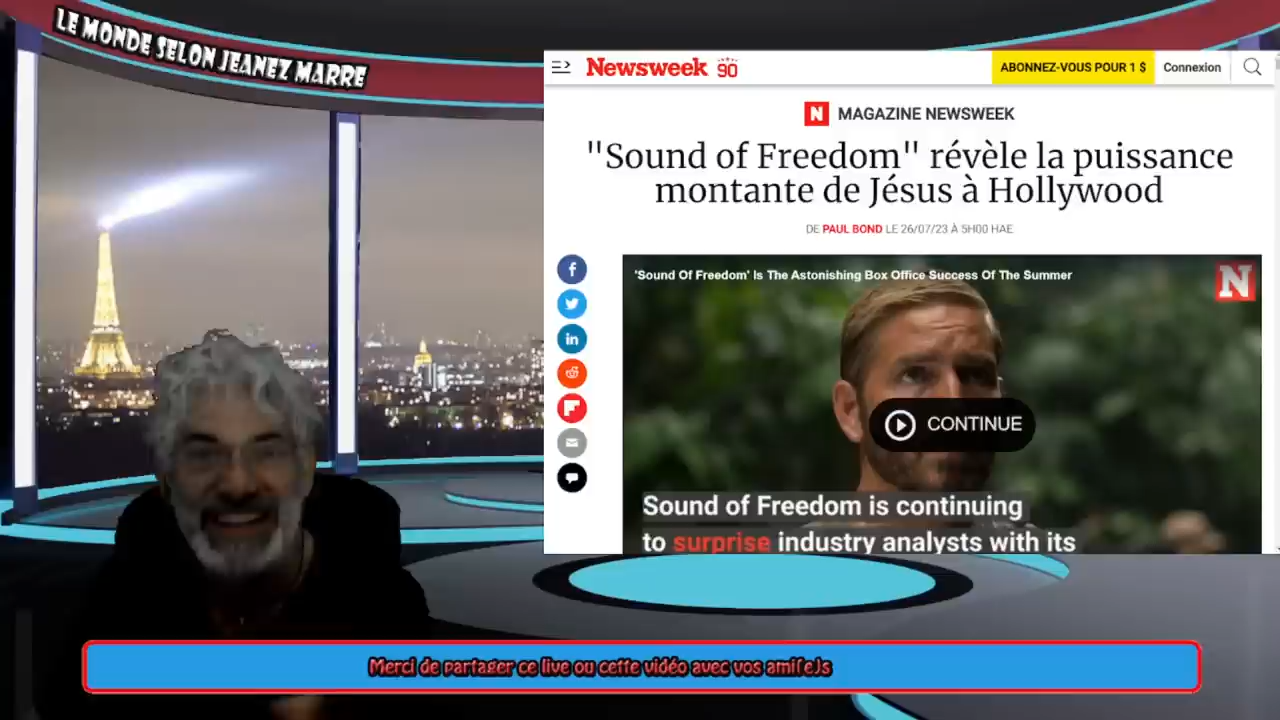 LE MONDE SELON JEANEZ MARRE
Newsweek 90
ABONNEZ-VOUS POUR 1 $
Connexion
N MAGAZINE NEWSWEEK
"Sound of Freedom" révèle la puissance
montante de Jésus à Hollywood
DE PAUL BOND LE 26/07/23 À 5H00 HAE
'Sound Of Freedom' Is The Astonishing Box Office Success Of The Summer
N
CONTINUE
Sound of Freedom is continuing
to surprise industry analysts with its
Merci de partager ce live ou cette vidéo avec vos ami(e)s